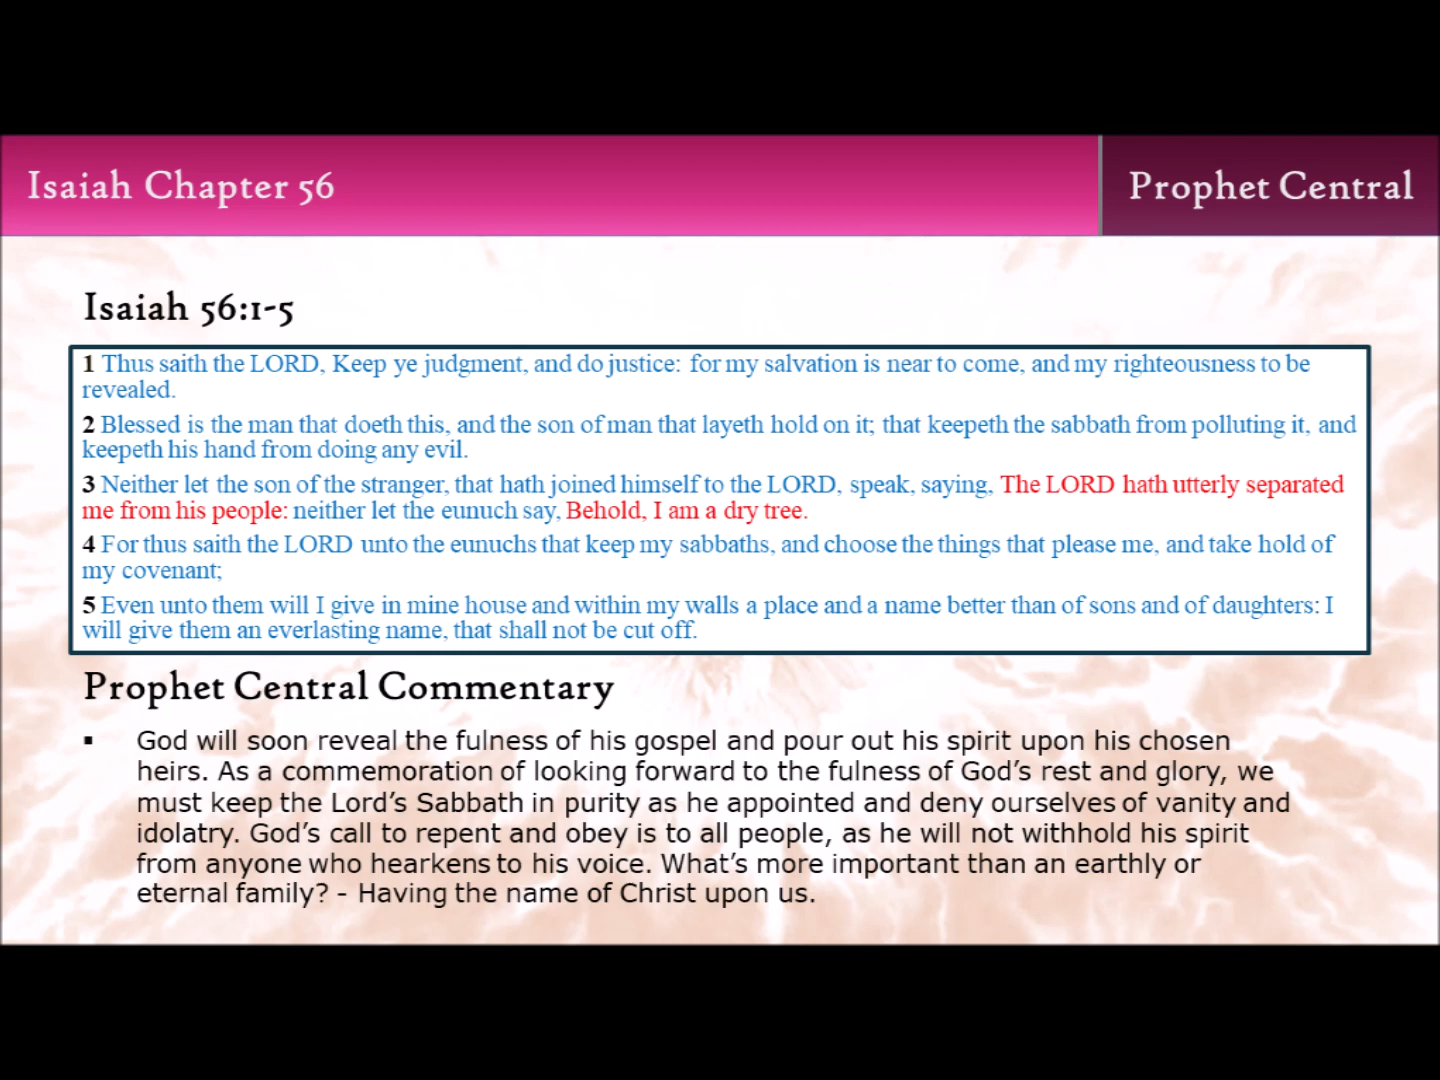 Isaiah Chapter 56
Prophet Central
Isaiah 56:1-5
1 Thus saith the LORD, Keep ye judgment, and do justice: for my salvation is near to come, and my righteousness to be
revealed.
2 Blessed is the man that doeth this, and the son of man that layeth hold on it; that keepeth the sabbath from polluting it, and
keepeth his hand from doing any evil.
3 Neither let the son of the stranger, that hath joined himself to the LORD, speak, saying, The LORD hath utterly separated
me from his people: neither let the eunuch say, Behold, I am a dry tree.
4 For thus saith the LORD unto the eunuchs that keep my sabbaths, and choose the things that please me, and take hold of
my covenant;
5 Even unto them will I give in mine house and within my walls a place and a name better than of sons and of daughters: I
will give them an everlasting name, that shall not be cut off.
Prophet Central Commentary
▪ God will soon reveal the fulness of his gospel and pour out his spirit upon his chosen
heirs. As a commemoration of looking forward to the fulness of God's rest and glory, we
must keep the Lord's Sabbath in purity as he appointed and deny ourselves of vanity and
idolatry. God's call to repent and obey is to all people, as he will not withhold his spirit
from anyone who hearkens to his voice. What's more important than an earthly or
eternal family? - Having the name of Christ upon us.